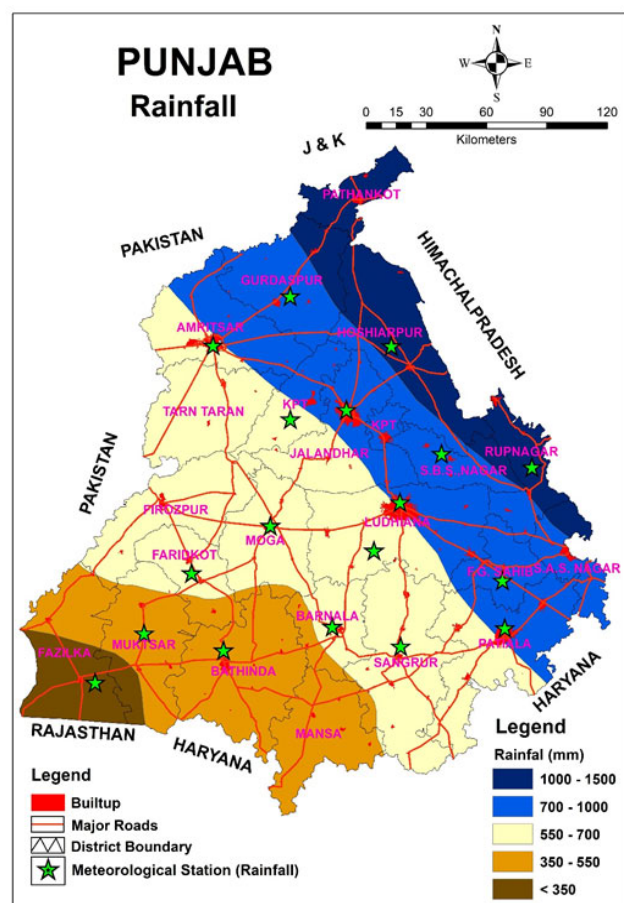 PUNJAB
Rainfall
N
W E
S
0 15 30 60 90 120
Kilometers
J & K
PATHANKOT
PAKISTAN
HIMACHALPRADESH
GURDASPUR
AMRITSAR
HOSHIARPUR
TARN TARAN
KPT
KPT
JALANDHAR
RUPNAGAR
S.B.S..NAGAR
PAKISTAN
FIROZPUR
LUDHIANA
MOGA
FARIDKOT
F.G. SAHIB
S.A.S. NAGAR
BARNALA
PATIALA
MUKTSAR
FAZILKA
BATHINDA
SANGRUR
HARYANA
RAJASTHAN
HARYANA
MANSA
Legend
Builtup
Major Roads
District Boundary
Meteorological Station (Rainfall)
Legend
Rainfal (mm)
1000 - 1500
700 - 1000
550 - 700
350 - 550
< 350